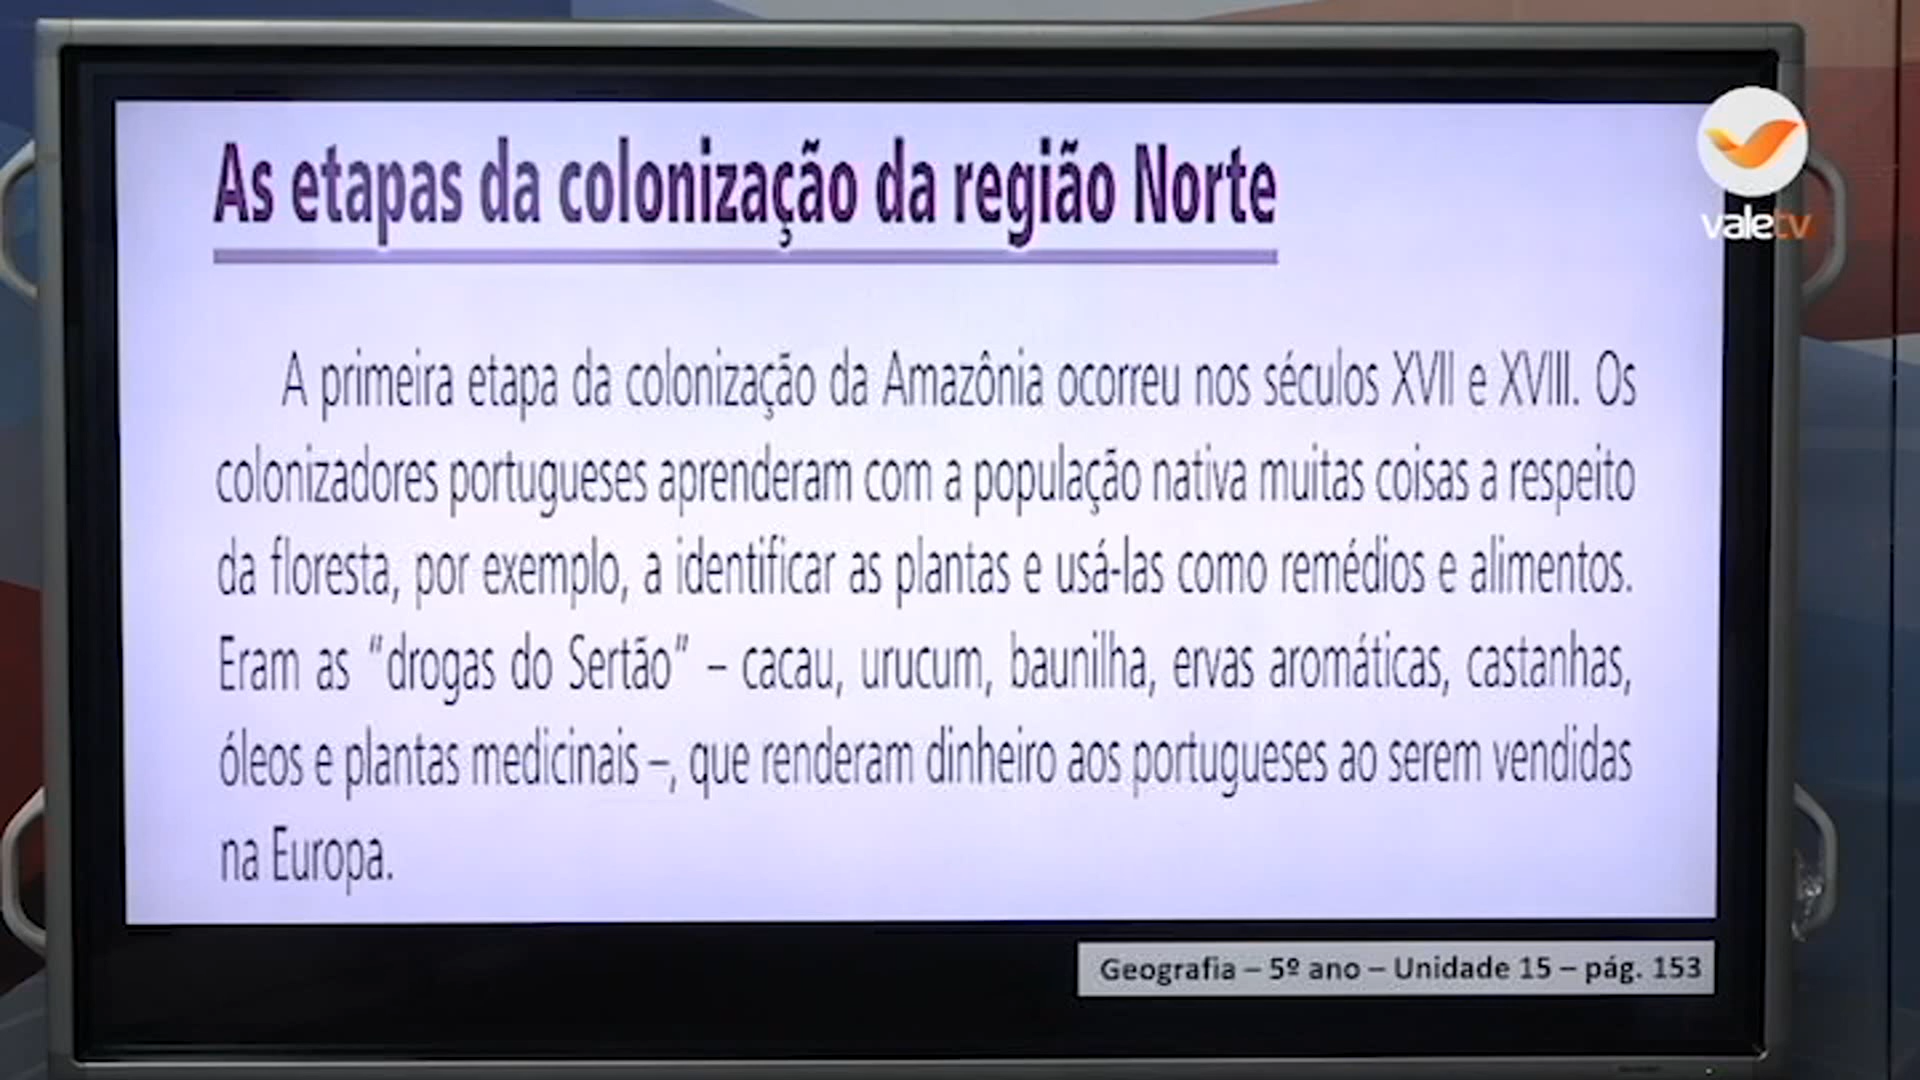 As etapas da colonização da região Norte
valetv
A primeira etapa da colonização da Amazônia ocorreu nos séculos XVII e XVIII. Os
colonizadores portugueses aprenderam com a população nativa muitas coisas a respeito
da floresta, por exemplo, a identificar as plantas e usá-las como remédios e alimentos.
Eram as “drogas do Sertão” – cacau, urucum, baunilha, ervas aromáticas, castanhas,
óleos e plantas medicinais –, que renderam dinheiro aos portugueses ao serem vendidas
na Europa.
Geografia – 5º ano – Unidade 15 – pág. 153